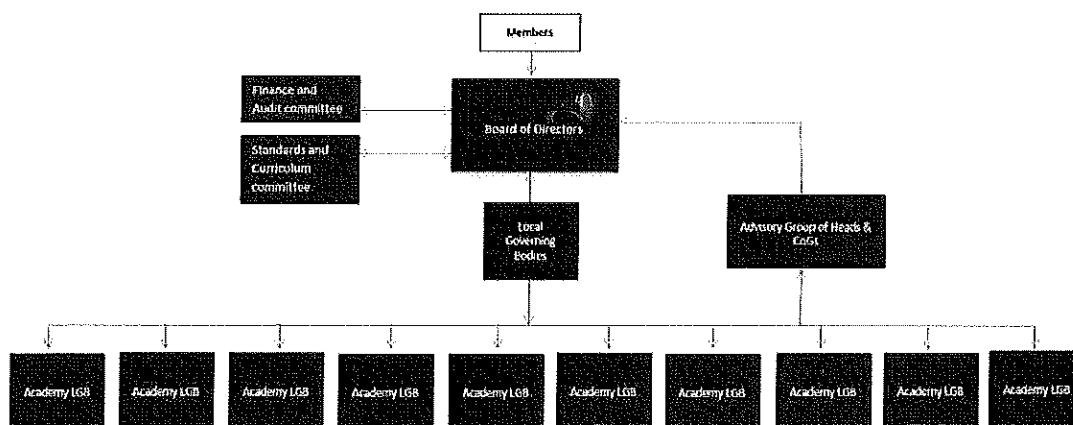 Members
Finance and
Audit committee
Board of Directors
Standards and
Curriculum
committee
Local
Governing
Bodies
Advisory Group of Heads &
CoGs
Academy LGB
Academy LGB
Academy LGB
Academy LGB
Academy LGB
Academy LGB
Academy LGB
Academy LGB
Academy LGB
Academy LGB